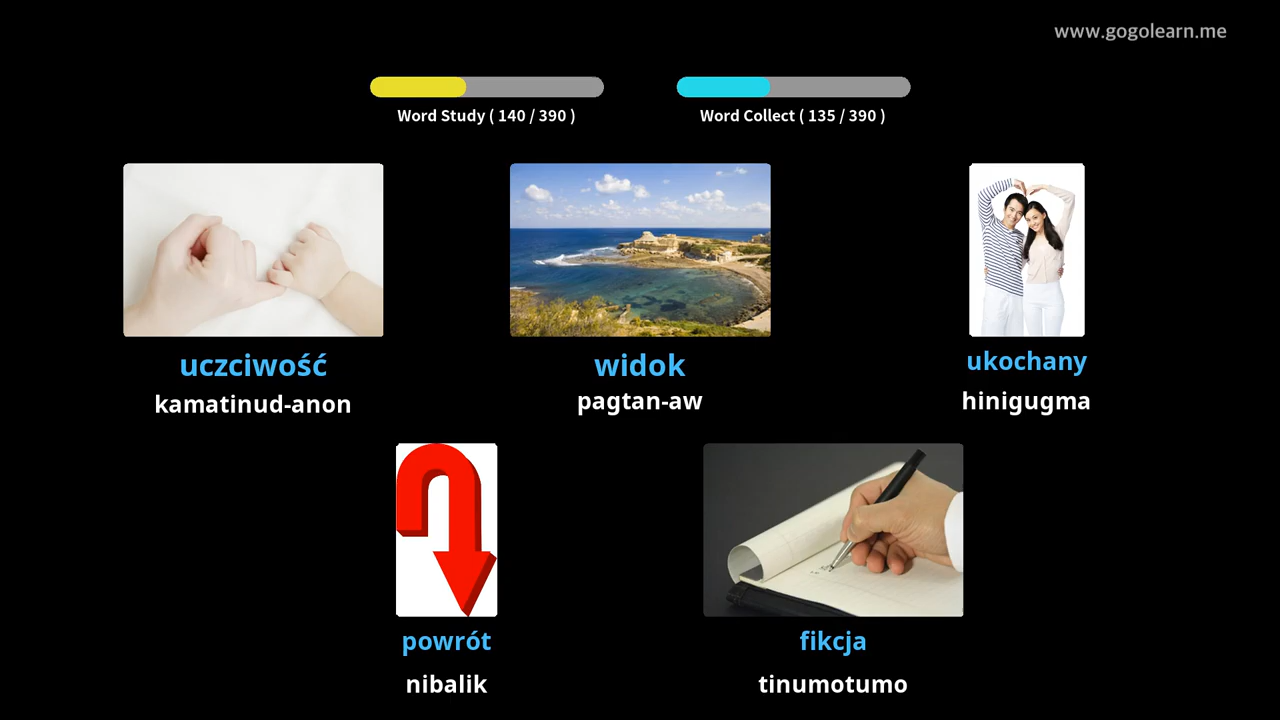 www.gogolearn.me
Word Study ( 140 / 390 )
Word Collect ( 135 / 390 )
uczciwość
kamatinud-anon
widok
pagtan-aw
ukochany
hinigugma
powrót
nibalik
fikcja
tinumotumo